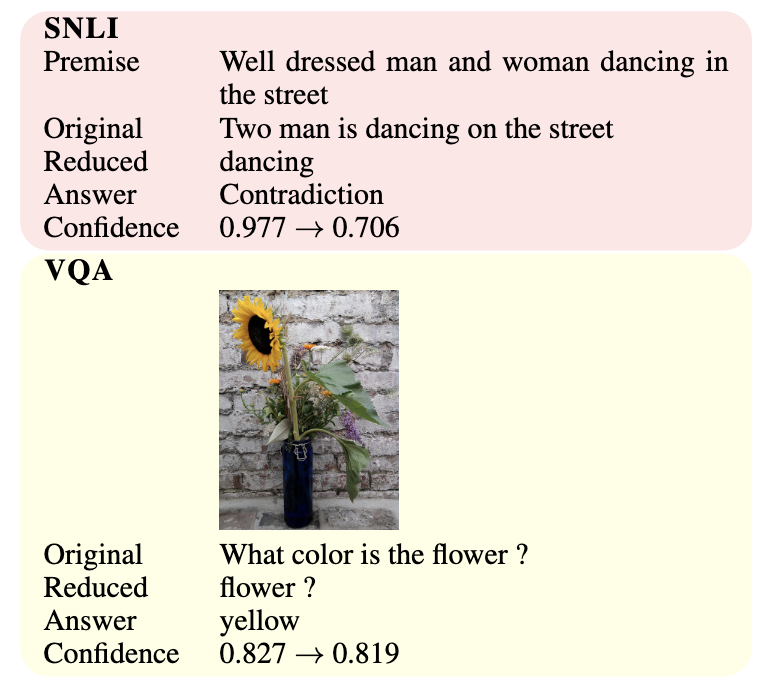 SNLI
Premise Well dressed man and woman dancing in
the street
Original Two man is dancing on the street
Reduced dancing
Answer Contradiction
Confidence 0.977 → 0.706
VQA
Original What color is the flower ?
Reduced flower ?
Answer yellow
Confidence 0.827 → 0.819